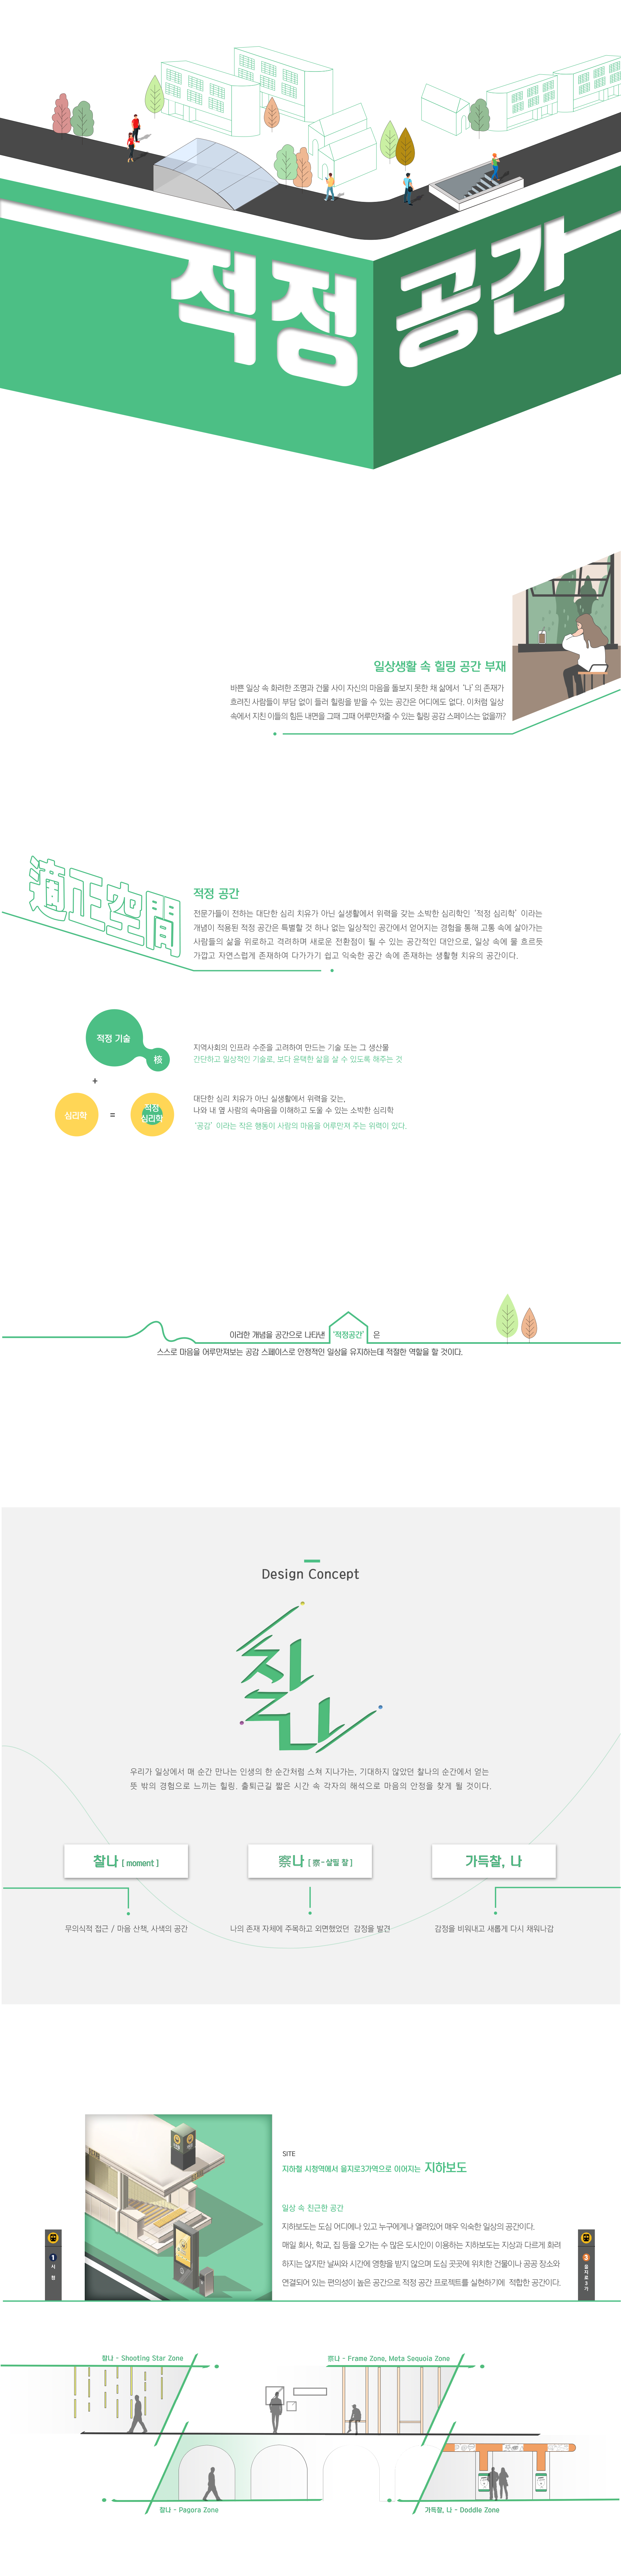 적정 공간
일상생활 속 힐링 공간 부재
바쁜 일상 속 화려한 조명과 건물 사이 자신의 마음을 돌보지 못한 채 삶에서 '나'의 존재가
흐려진 사람들이 부담 없이 들러 힐링을 받을 수 있는 공간은 어디에도 없다. 이처럼 일상
속에서 지친 이들의 힘든 내면을 그때 그때 어루만져줄 수 있는 힐링 공감 스페이스는 없을까?
適正空間
적정 공간
전문가들이 전하는 대단한 심리 치유가 아닌 실생활에서 위력을 갖는 소박한 심리학인 '적정 심리학' 이라는
개념이 적용된 적정 공간은 특별할 것 하나 없는 일상적인 공간에서 얻어지는 경험을 통해 고통 속에 살아가는
사람들의 삶을 위로하고 격려하며 새로운 전환점이 될 수 있는 공간적인 대안으로, 일상 속에 물 흐르듯
가깝고 자연스럽게 존재하여 다가가기 쉽고 익숙한 공간 속에 존재하는 생활형 치유의 공간이다.
적정 기술
核
지역사회의 인프라 수준을 고려하여 만드는 기술 또는 그 생산물
간단하고 일상적인 기술로, 보다 윤택한 삶을 살 수 있도록 해주는 것
+
심리학
=
적정
심리학
대단한 심리 치유가 아닌 실생활에서 위력을 갖는,
나와 내 옆 사람의 속마음을 이해하고 도울 수 있는 소박한 심리학
'공감' 이라는 작은 행동이 사람의 마음을 어루만져 주는 위력이 있다.
이러한 개념을 공간으로 나타낸 '적정공간' 은
스스로 마음을 어루만져보는 공감 스페이스로 안정적인 일상을 유지하는데 적절한 역할을 할 것이다.
Design Concept
찰나
우리가 일상에서 매 순간 만나는 인생의 한 순간처럼 스쳐 지나가는, 기대하지 않았던 찰나의 순간에서 얻는
뜻 밖의 경험으로 느끼는 힐링. 출퇴근길 짧은 시간 속 각자의 해석으로 마음의 안정을 찾게 될 것이다.
찰나 [ moment ]
察나 [ 察 - 살필 찰 ]
가득찰, 나
무의식적 접근 / 마음 산책, 사색의 공간
나의 존재 자체에 주목하고 외면했었던 감정을 발견
감정을 비워내고 새롭게 다시 채워나감
SITE
지하철 시청역에서 을지로3가역으로 이어지는 지하보도
일상 속 친근한 공간
지하보도는 도심 어디에나 있고 누구에게나 열려있어 매우 익숙한 일상의 공간이다.
매일 회사, 학교, 집 등을 오가는 수 많은 도시인이 이용하는 지하보도는 지상과 다르게 화려
하지는 않지만 날씨와 시간에 영향을 받지 않으며 도심 곳곳에 위치한 건물이나 공공 장소와
연결되어 있는 편의성이 높은 공간으로 적정 공간 프로젝트를 실현하기에 적합한 공간이다.
1
시청
3
을지로3가
찰나 - Shooting Star Zone
察나 - Frame Zone, Meta Sequoia Zone
찰나 - Pagora Zone
가득찰, 나 - Doddle Zone